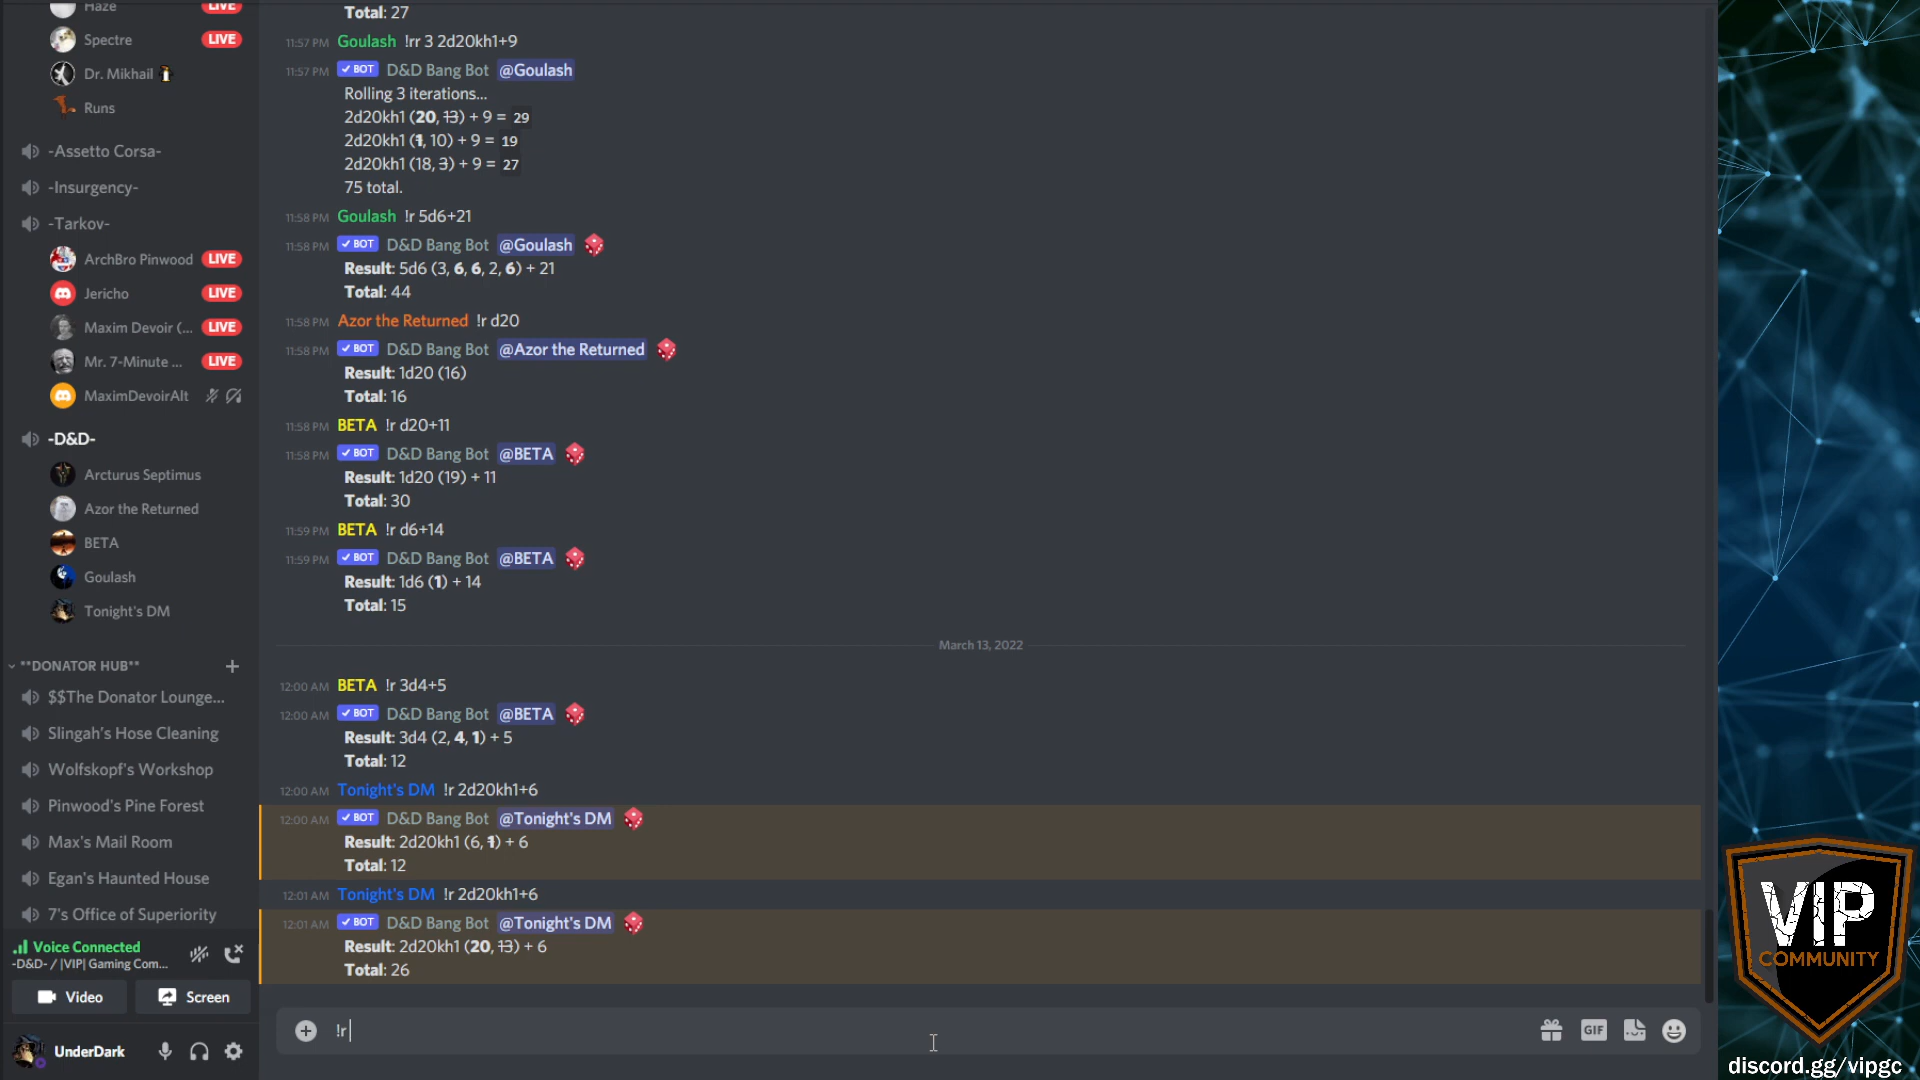 Haze LIVE
Spectre LIVE
Dr. Mikhail
Runs
-Assetto Corsa-
-Insurgency-
-Tarkov-
ArchBro Pinwood LIVE
Jericho LIVE
Maxim Devoir (... LIVE
Mr. 7-Minute ... LIVE
MaximDevoirAlt
-D&D-
Arcturus Septimus
Azor the Returned
BETA
Goulash
Tonight's DM
**DONATOR HUB**
$$The Donator Lounge...
Slingah's Hose Cleaning
Wolfskopf's Workshop
Pinwood's Pine Forest
Max's Mail Room
Egan's Haunted House
7's Office of Superiority
Voice Connected
-D&D- / |VIP| Gaming Com...
Video Screen
UnderDark
Total: 27
11:57 PM Goulash !rr 3 2d20kh1+9
11:57 PM BOT D&D Bang Bot @Goulash
Rolling 3 iterations...
2d20kh1 (20, 13) + 9 = 29
2d20kh1 (1, 10) + 9 = 19
2d20kh1 (18, 3) + 9 = 27
75 total.
11:58 PM Goulash !r 5d6+21
11:58 PM BOT D&D Bang Bot @Goulash
Result: 5d6 (3, 6, 6, 2, 6) + 21
Total: 44
11:58 PM Azor the Returned !r d20
11:58 PM BOT D&D Bang Bot @Azor the Returned
Result: 1d20 (16)
Total: 16
11:58 PM BETA !r d20+11
11:58 PM BOT D&D Bang Bot @BETA
Result: 1d20 (19) + 11
Total: 30
11:59 PM BETA !r d6+14
11:59 PM BOT D&D Bang Bot @BETA
Result: 1d6 (1) + 14
Total: 15
March 13, 2022
12:00 AM BETA !r 3d4+5
12:00 AM BOT D&D Bang Bot @BETA
Result: 3d4 (2, 4, 1) + 5
Total: 12
12:00 AM Tonight's DM !r 2d20kh1+6
12:00 AM BOT D&D Bang Bot @Tonight's DM
Result: 2d20kh1 (6, 1) + 6
Total: 12
12:01 AM Tonight's DM !r 2d20kh1+6
12:01 AM BOT D&D Bang Bot @Tonight's DM
Result: 2d20kh1 (20, 13) + 6
Total: 26
!r
GIF
VIP
COMMUNITY
discord.gg/vipgc